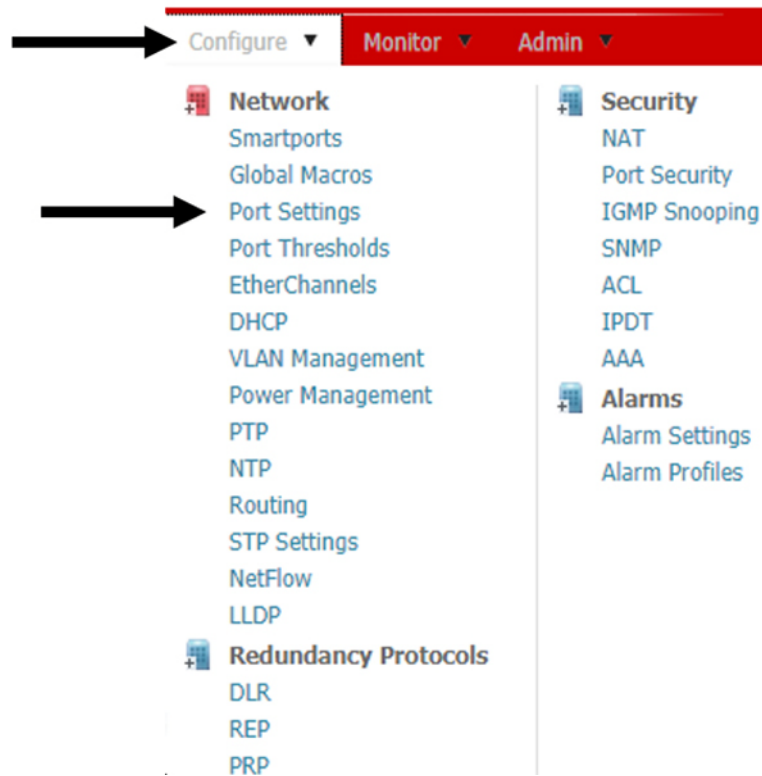 Configure ▼ Monitor ▼ Admin ▼
Network
Smartports
Global Macros
Port Settings
Port Thresholds
EtherChannels
DHCP
VLAN Management
Power Management
PTP
NTP
Routing
STP Settings
NetFlow
LLDP
Redundancy Protocols
DLR
REP
PRP
Security
NAT
Port Security
IGMP Snooping
SNMP
ACL
IPDT
AAA
Alarms
Alarm Settings
Alarm Profiles